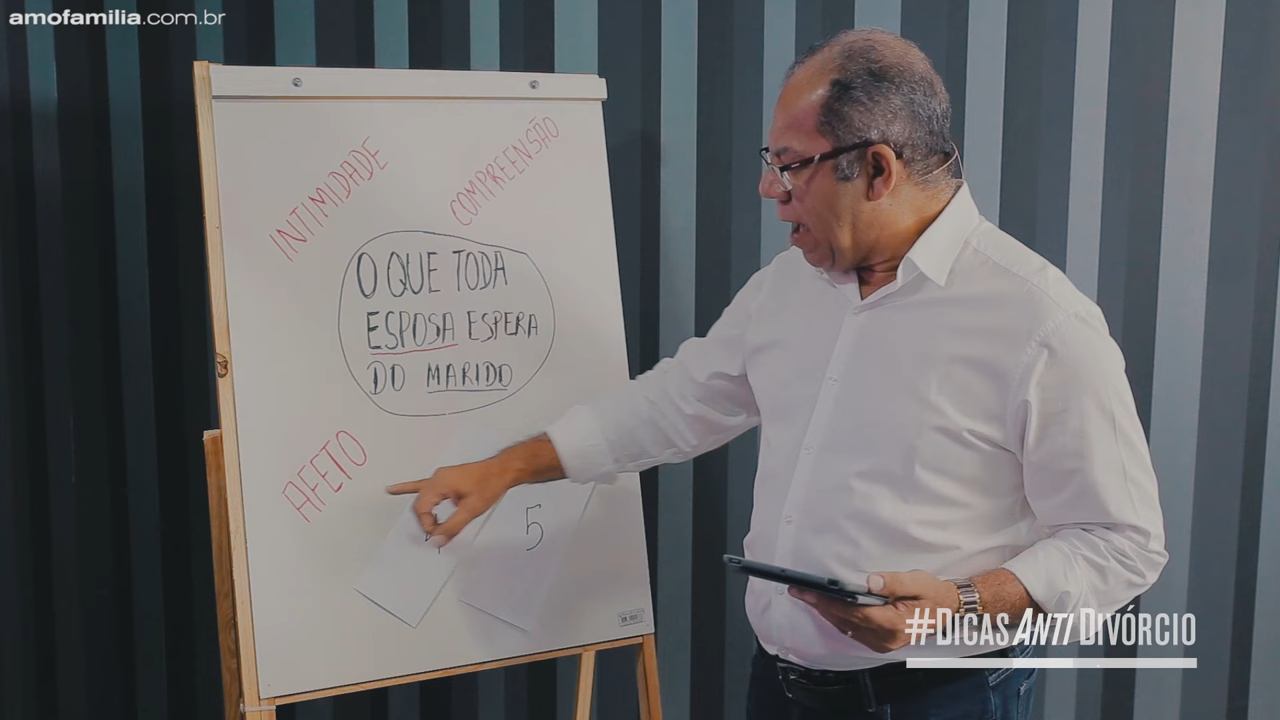 amofamilia.com.br
INTIMIDADE
COMPREENSÃO
O QUE TODA
ESPOSA ESPERA
DO MARIDO
AFETO
5
#DICASANTIDIVÓRCIO